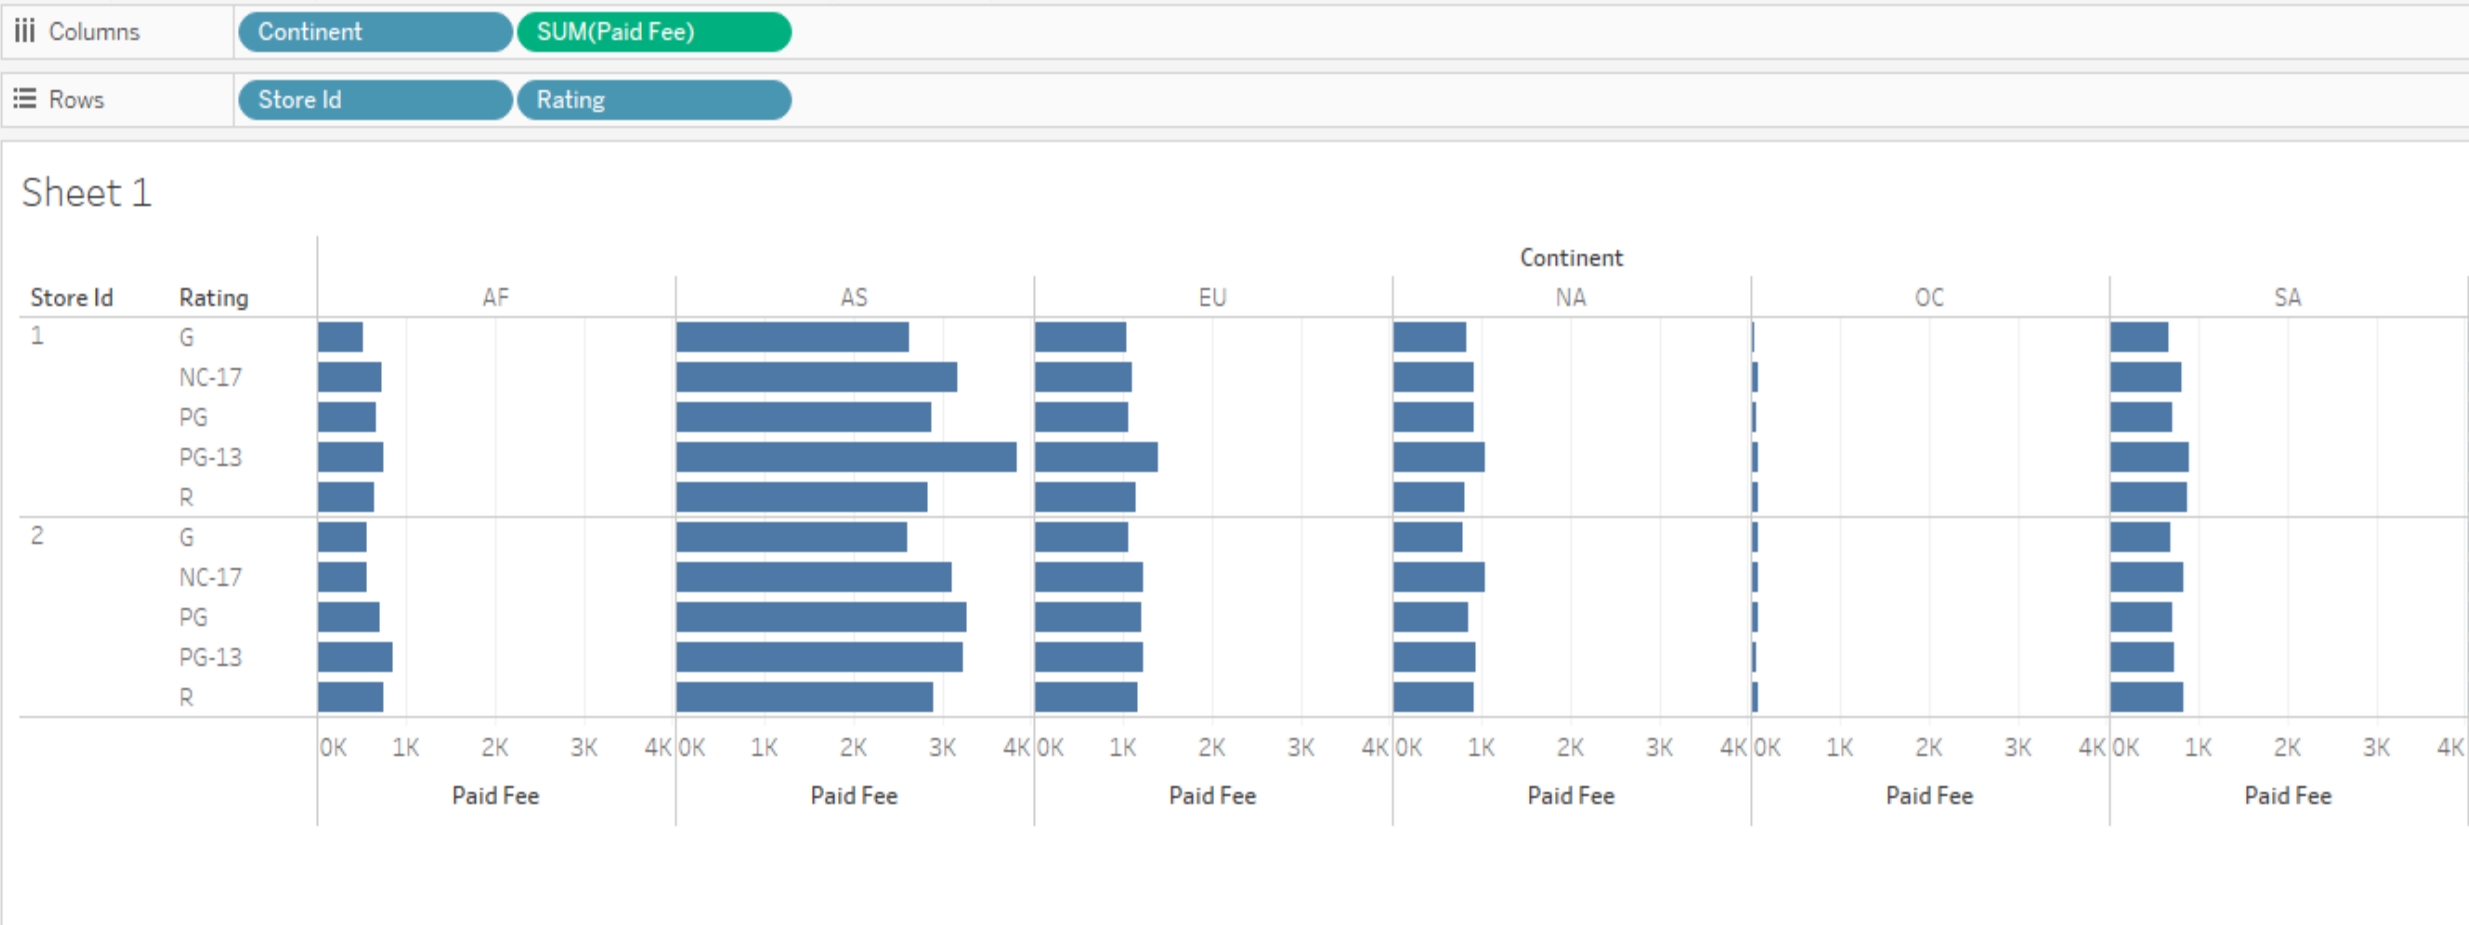 Columns Continent SUM(Paid Fee)
Rows Store Id Rating
Sheet 1
Continent
Store Id Rating AF AS EU NA OC SA
1 G
NC-17
PG
PG-13
R
2 G
NC-17
PG
PG-13
R
0K 1K 2K 3K 4K 0K 1K 2K 3K 4K 0K 1K 2K 3K 4K 0K 1K 2K 3K 4K 0K 1K 2K 3K 4K 0K 1K 2K 3K 4K
Paid Fee Paid Fee Paid Fee Paid Fee Paid Fee Paid Fee